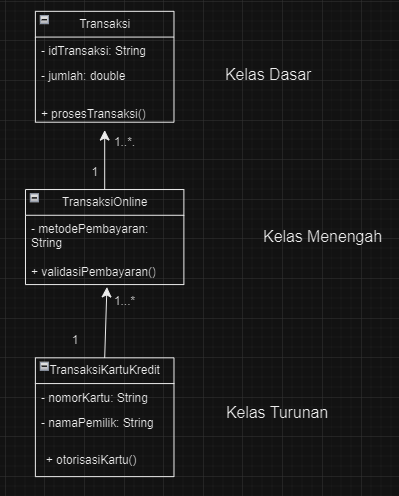 Transaksi
- idTransaksi: String
- jumlah: double
+ prosesTransaksi()
Kelas Dasar
1..*.
1
TransaksiOnline
- metodePembayaran:
String
+ validasiPembayaran()
Kelas Menengah
1...*
1
TransaksiKartuKredit
- nomorKartu: String
- namaPemilik: String
+ otorisasiKartu()
Kelas Turunan